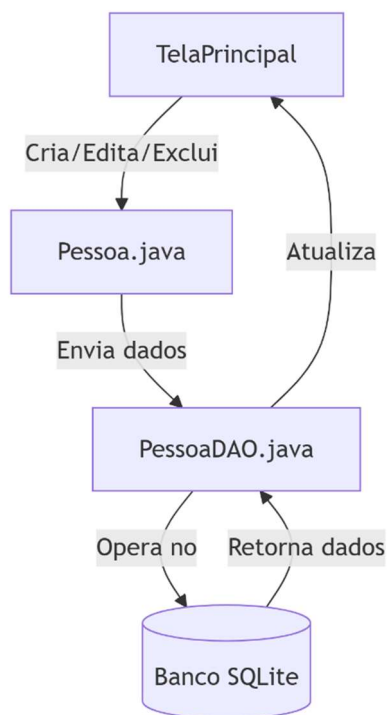 TelaPrincipal
Cria/Edita/Exclui
Pessoa.java
Atualiza
Envia dados
PessoaDAO.java
Opera no
Retorna dados
Banco SQLite